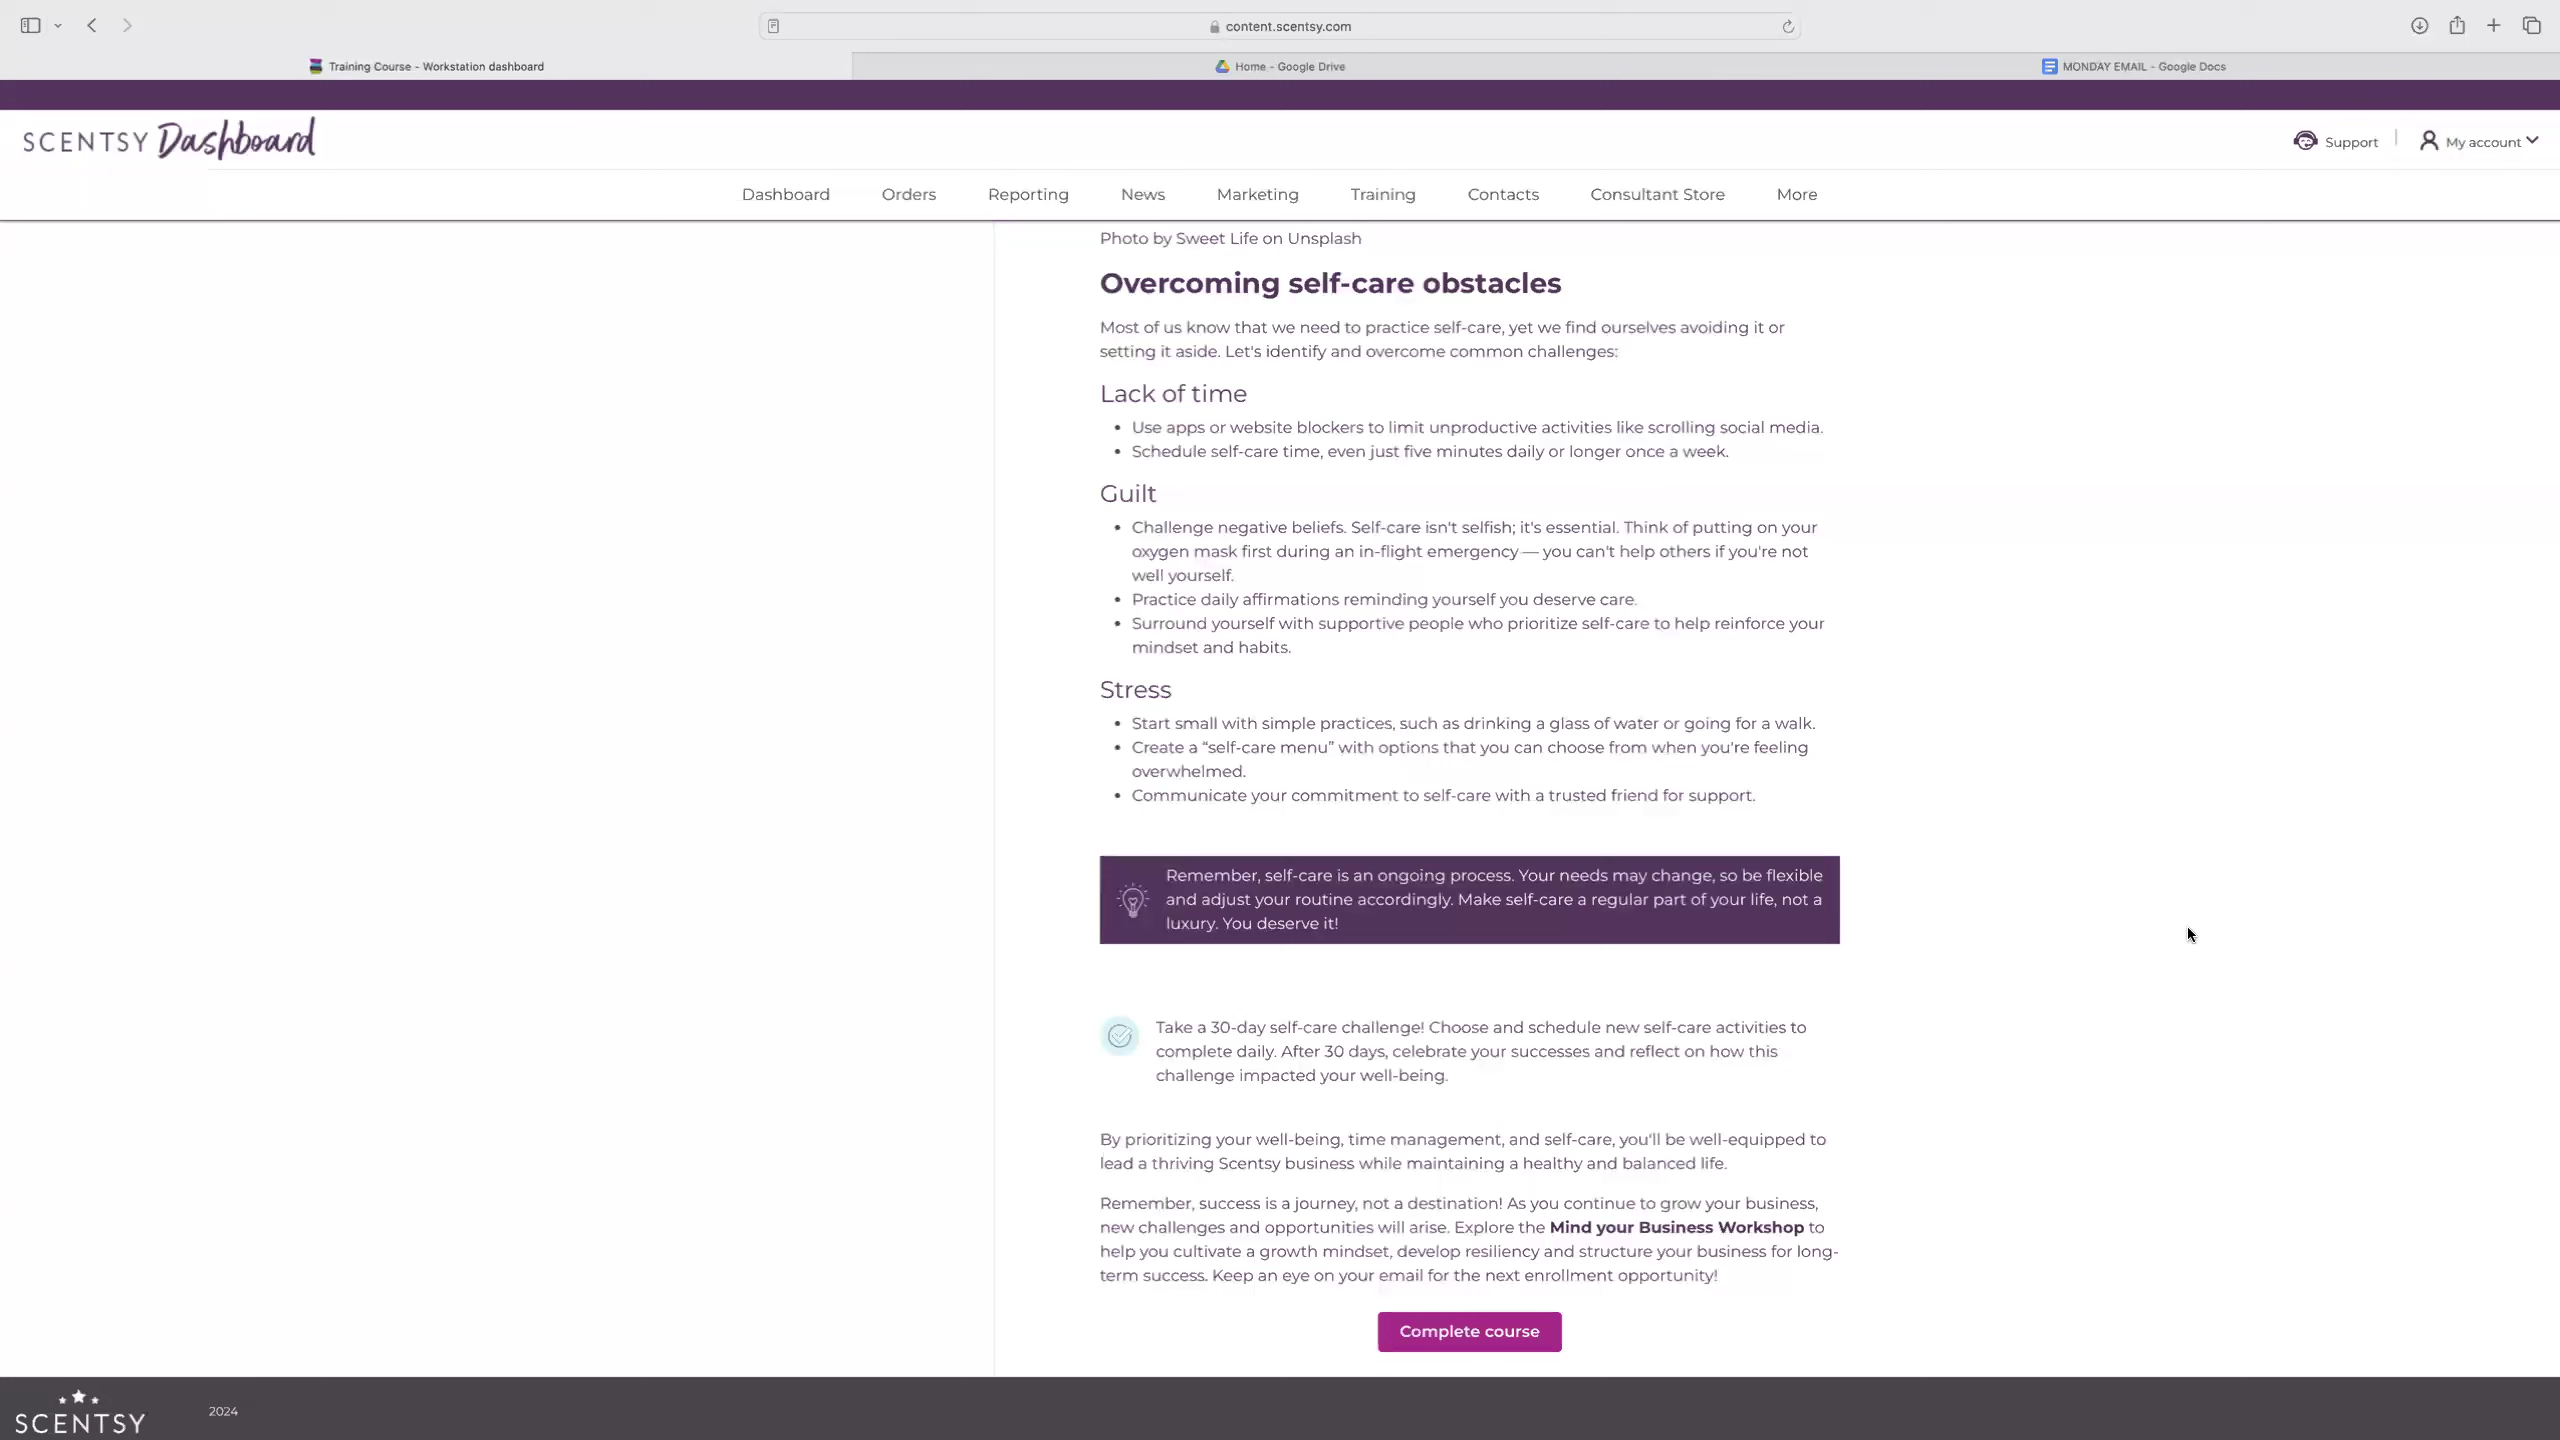 content.scentsy.com
Training Course - Workstation dashboard
Home - Google Drive
MONDAY EMAIL - Google Docs
SCENTSY Dashboard
Support
My account
Dashboard
Orders
Reporting
News
Marketing
Training
Contacts
Consultant Store
More
Photo by Sweet Life on Unsplash
Overcoming self-care obstacles
Most of us know that we need to practice self-care, yet we find ourselves avoiding it or
setting it aside. Let's identify and overcome common challenges:
Lack of time
• Use apps or website blockers to limit unproductive activities like scrolling social media.
• Schedule self-care time, even just five minutes daily or longer once a week.
Guilt
• Challenge negative beliefs. Self-care isn't selfish; it's essential. Think of putting on your
oxygen mask first during an in-flight emergency — you can't help others if you're not
well yourself.
• Practice daily affirmations reminding yourself you deserve care.
• Surround yourself with supportive people who prioritize self-care to help reinforce your
mindset and habits.
Stress
• Start small with simple practices, such as drinking a glass of water or going for a walk.
• Create a “self-care menu” with options that you can choose from when you're feeling
overwhelmed.
• Communicate your commitment to self-care with a trusted friend for support.
Remember, self-care is an ongoing process. Your needs may change, so be flexible
and adjust your routine accordingly. Make self-care a regular part of your life, not a
luxury. You deserve it!
Take a 30-day self-care challenge! Choose and schedule new self-care activities to
complete daily. After 30 days, celebrate your successes and reflect on how this
challenge impacted your well-being.
By prioritizing your well-being, time management, and self-care, you'll be well-equipped to
lead a thriving Scentsy business while maintaining a healthy and balanced life.
Remember, success is a journey, not a destination! As you continue to grow your business,
new challenges and opportunities will arise. Explore the Mind your Business Workshop to
help you cultivate a growth mindset, develop resiliency and structure your business for long-
term success. Keep an eye on your email for the next enrollment opportunity!
Complete course
SCENTSY
2024